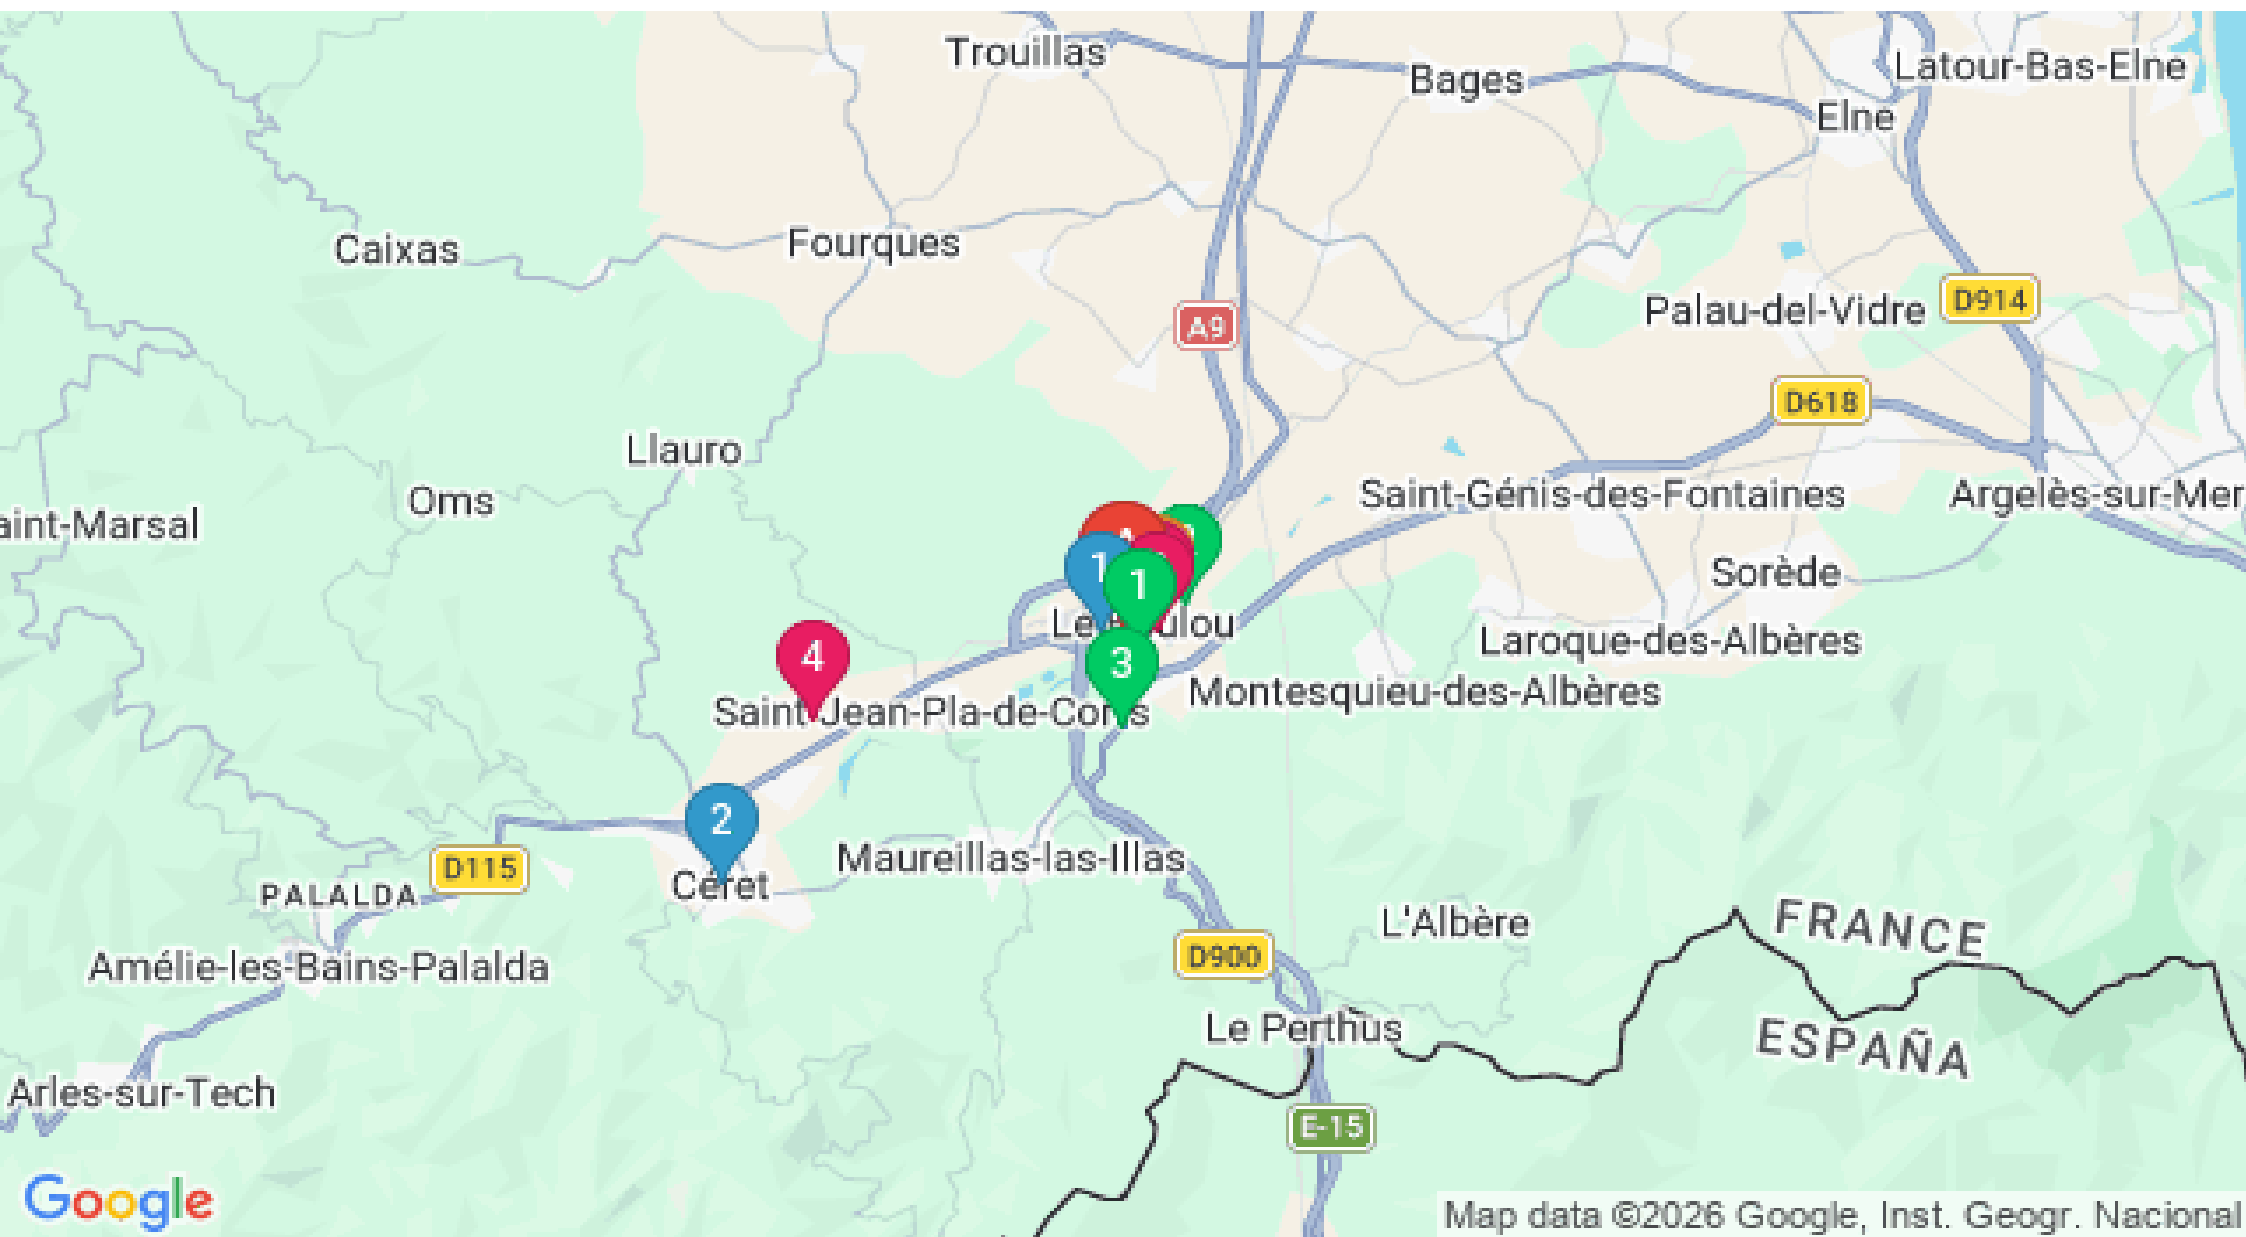 Trouillas
Bages
Latour-Bas-Elne
Elne
Caixas
Fourques
Palau-del-Vidre
D914
A9
D618
Llauro
Oms
Saint-Génis-des-Fontaines
Argelès-sur-Mer
aint-Marsal
1
1
Sorède
Le ulou
Laroque-des-Albères
4
3
Montesquieu-des-Albères
Saint-Jean-Pla-de-Corts
2
Maureillas-las-Illas
D115
Céret
PALALDA
L'Albère
FRANCE
D900
Amélie-les-Bains-Palalda
Le Perthus
ESPAÑA
Arles-sur-Tech
E-15
Google
Map data ©2026 Google, Inst. Geogr. Nacional